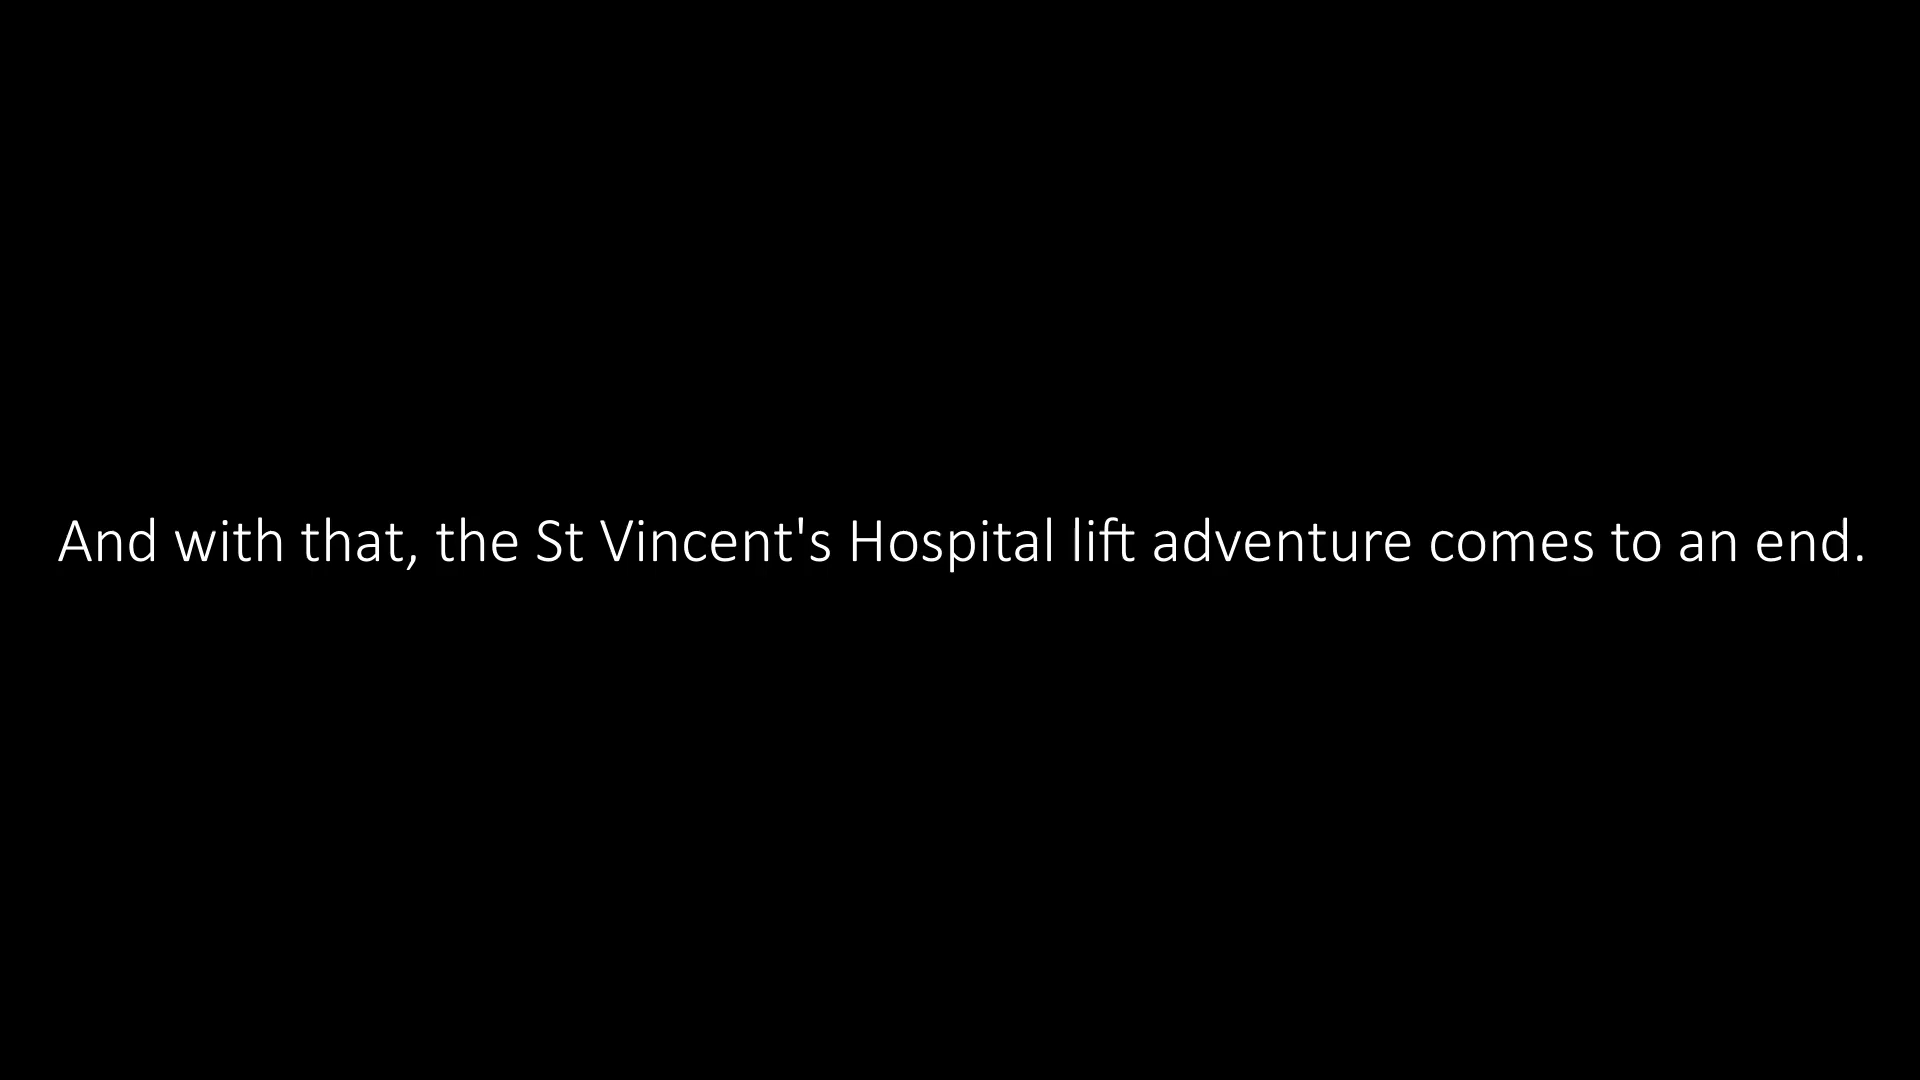 And with that, the St Vincent's Hospital lift adventure comes to an end.